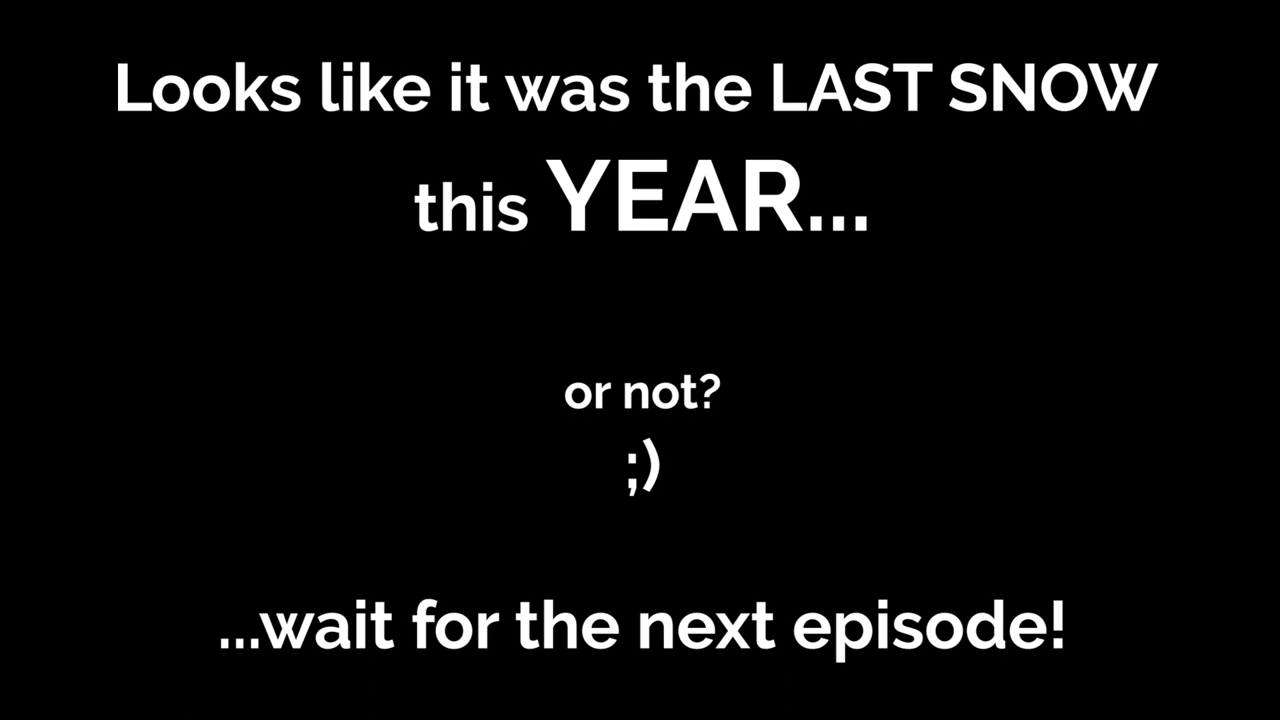 Looks like it was the LAST SNOW
this YEAR...
or not?
;)
...wait for the next episode!